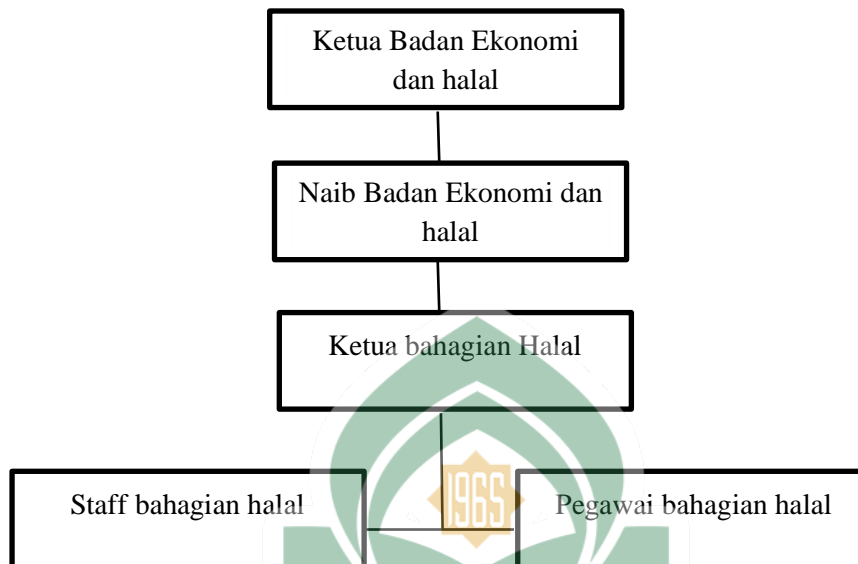 Ketua Badan Ekonomi
dan halal
Naib Badan Ekonomi dan
halal
Ketua bahagian Halal
Staff bahagian halal
Pegawai bahagian halal
1965